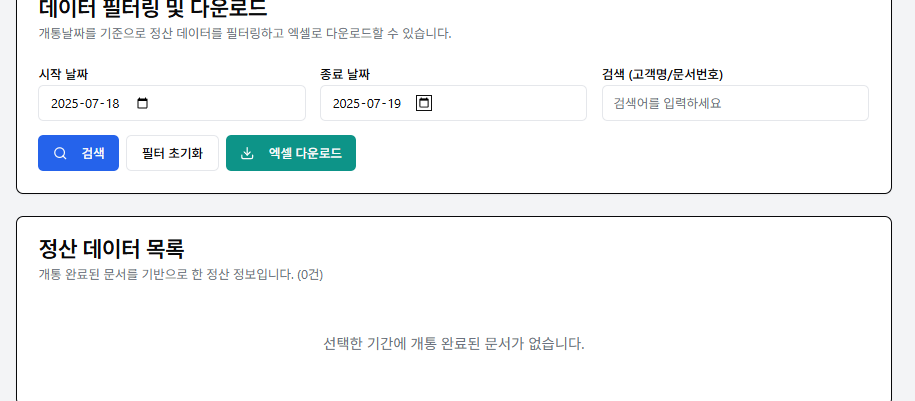 데이터 필터링 및 다운로드
개통날짜를 기준으로 정산 데이터를 필터링하고 엑셀로 다운로드할 수 있습니다.
시작 날짜 종료 날짜 검색 (고객명/문서번호)
2025-07-18 2025-07-19 검색어를 입력하세요
검색 필터 초기화 엑셀 다운로드
정산 데이터 목록
개통 완료된 문서를 기반으로 한 정산 정보입니다. (0건)
선택한 기간에 개통 완료된 문서가 없습니다.